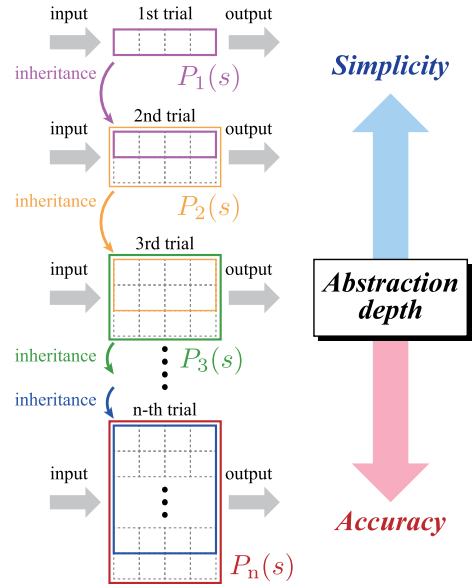 input
1st trial
output
inheritance
P₁(s)
Simplicity
2nd trial
input
output
inheritance
P₂(s)
3rd trial
input
output
Abstraction
depth
inheritance
P₃(s)
inheritance
n-th trial
input
output
Accuracy
Pₙ(s)